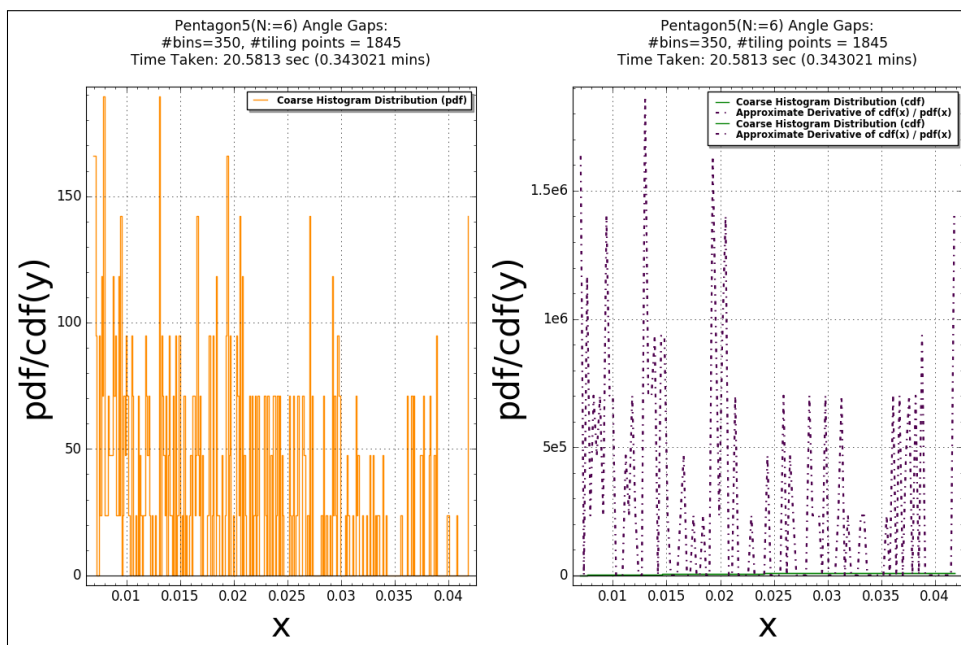 Pentagon5(N:=6) Angle Gaps:
#bins=350, #tiling points = 1845
Time Taken: 20.5813 sec (0.343021 mins)
Coarse Histogram Distribution (pdf)
150
100
50
0
0.01
0.015
0.02
0.025
0.03
0.035
0.04
pdf/cdf(y)
x
Pentagon5(N:=6) Angle Gaps:
#bins=350, #tiling points = 1845
Time Taken: 20.5813 sec (0.343021 mins)
Coarse Histogram Distribution (cdf)
Approximate Derivative of cdf(x) / pdf(x)
Coarse Histogram Distribution (cdf)
Approximate Derivative of cdf(x) / pdf(x)
1.5e6
1e6
5e5
0
0.01
0.015
0.02
0.025
0.03
0.035
0.04
pdf/cdf(y)
x